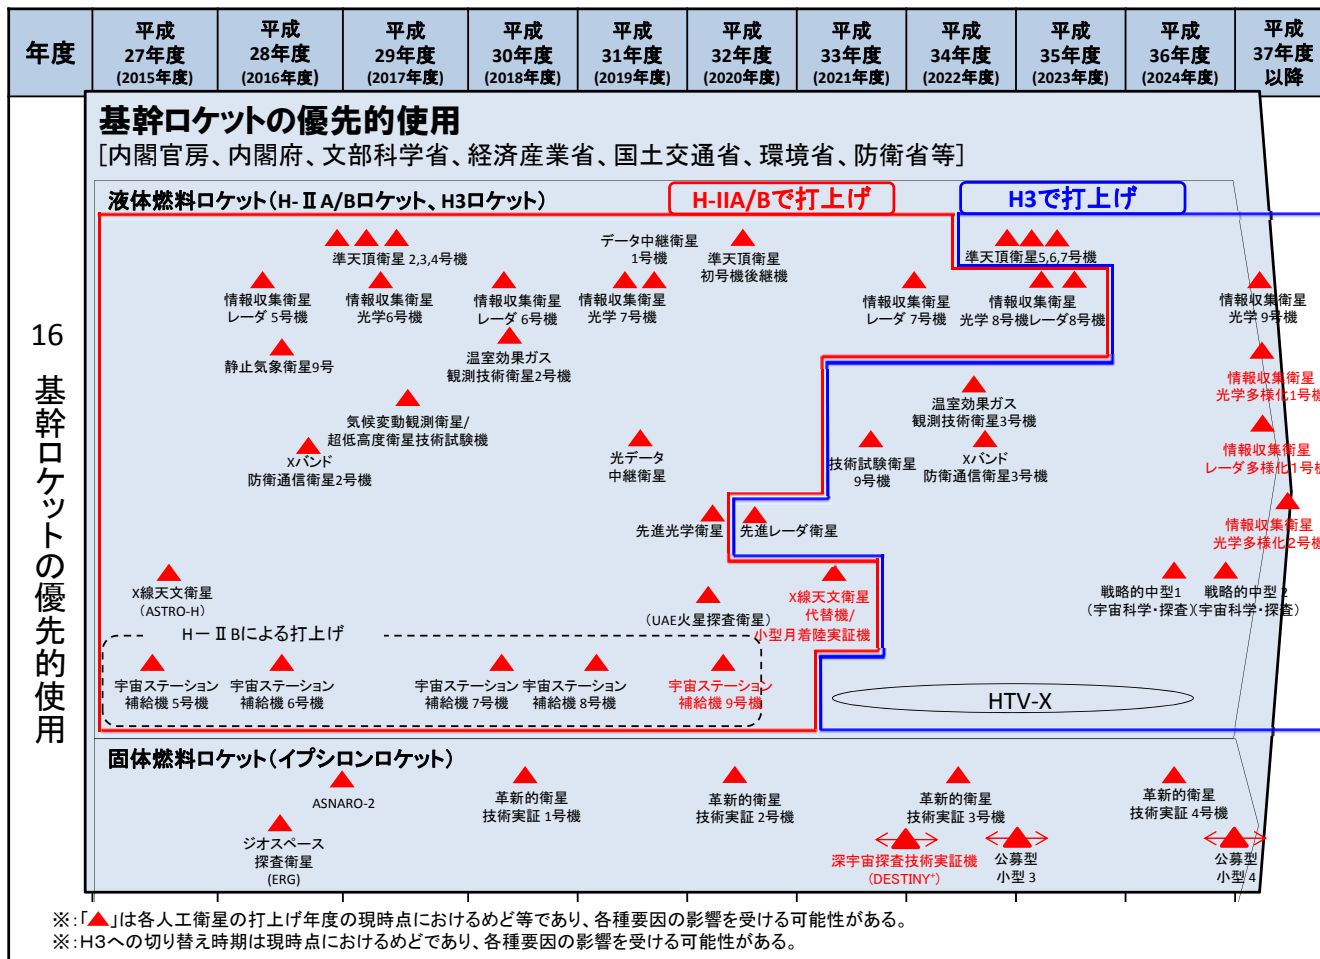 年度
平成
27年度
(2015年度)
平成
28年度
(2016年度)
平成
29年度
(2017年度)
平成
30年度
(2018年度)
平成
31年度
(2019年度)
平成
32年度
(2020年度)
平成
33年度
(2021年度)
平成
34年度
(2022年度)
平成
35年度
(2023年度)
平成
36年度
(2024年度)
平成
37年度
以降
16 基幹ロケットの優先的使用
基幹ロケットの優先的使用
[内閣官房、内閣府、文部科学省、経済産業省、国土交通省、環境省、防衛省等]
液体燃料ロケット(H-ⅡA/Bロケット、H3ロケット)
H-IIA/Bで打上げ
H3で打上げ
準天頂衛星 2,3,4号機
データ中継衛星
1号機
準天頂衛星
初号機後継機
準天頂衛星5,6,7号機
情報収集衛星
レーダ 5号機
情報収集衛星
光学6号機
情報収集衛星
レーダ 6号機
情報収集衛星
光学 7号機
情報収集衛星
レーダ 7号機
情報収集衛星
光学 8号機レーダ8号機
情報収集衛星
光学 9号機
静止気象衛星9号
温室効果ガス
観測技術衛星2号機
情報収集衛星
光学多様化1号機
気候変動観測衛星/
超低高度衛星技術試験機
温室効果ガス
観測技術衛星3号機
Xバンド
防衛通信衛星2号機
光データ
中継衛星
技術試験衛星
9号機
Xバンド
防衛通信衛星3号機
情報収集衛星
レーダ多様化1号機
先進光学衛星
先進レーダ衛星
情報収集衛星
光学多様化2号機
X線天文衛星
(ASTRO-H)
(UAE火星探査衛星)
X線天文衛星
代替機/
小型月着陸実証機
戦略的中型1
(宇宙科学・探査)
戦略的中型 2
(宇宙科学・探査)
H-ⅡBによる打上げ
宇宙ステーション
補給機 5号機
宇宙ステーション
補給機 6号機
宇宙ステーション
補給機 7号機
宇宙ステーション
補給機 8号機
宇宙ステーション
補給機 9号機
HTV-X
固体燃料ロケット(イプシロンロケット)
ASNARO-2
革新的衛星
技術実証 1号機
革新的衛星
技術実証 2号機
革新的衛星
技術実証 3号機
革新的衛星
技術実証 4号機
ジオスペース
探査衛星
(ERG)
深宇宙探査技術実証機
(DESTINY⁺)
公募型
小型 3
公募型
小型 4
※:「▲」は各人工衛星の打上げ年度の現時点におけるめど等であり、各種要因の影響を受ける可能性がある。
※:H3への切り替え時期は現時点におけるめどであり、各種要因の影響を受ける可能性がある。